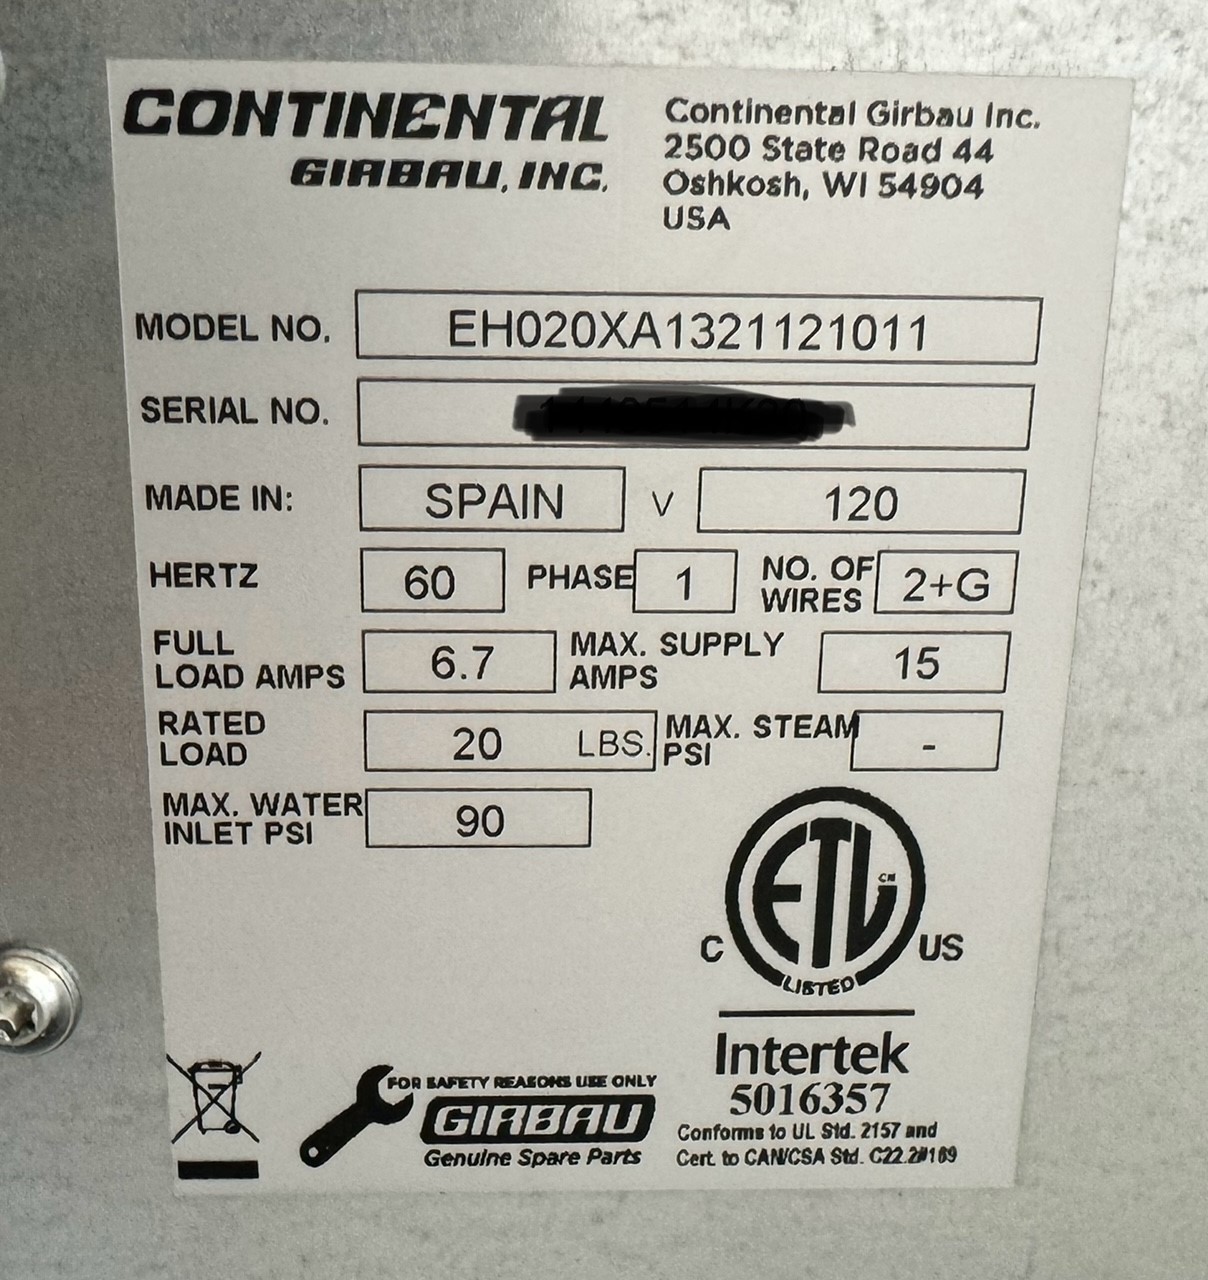 CONTINENTAL
GIRBAU, INC.
Continental Girbau Inc.
2500 State Road 44
Oshkosh, WI 54904
USA
MODEL NO. EH020XA1321121011
SERIAL NO.
MADE IN: SPAIN V 120
HERTZ 60 PHASE 1 NO. OF WIRES 2+G
FULL LOAD AMPS 6.7 MAX. SUPPLY AMPS 15
RATED LOAD 20 LBS. MAX. STEAM PSI -
MAX. WATER INLET PSI 90
ETL CM
C US
LISTED
Intertek
5016357
Conforms to UL Std. 2157 and
Cert. to CAN/CSA Std. C22.2#169
FOR SAFETY REASONS USE ONLY
GIRBAU
Genuine Spare Parts